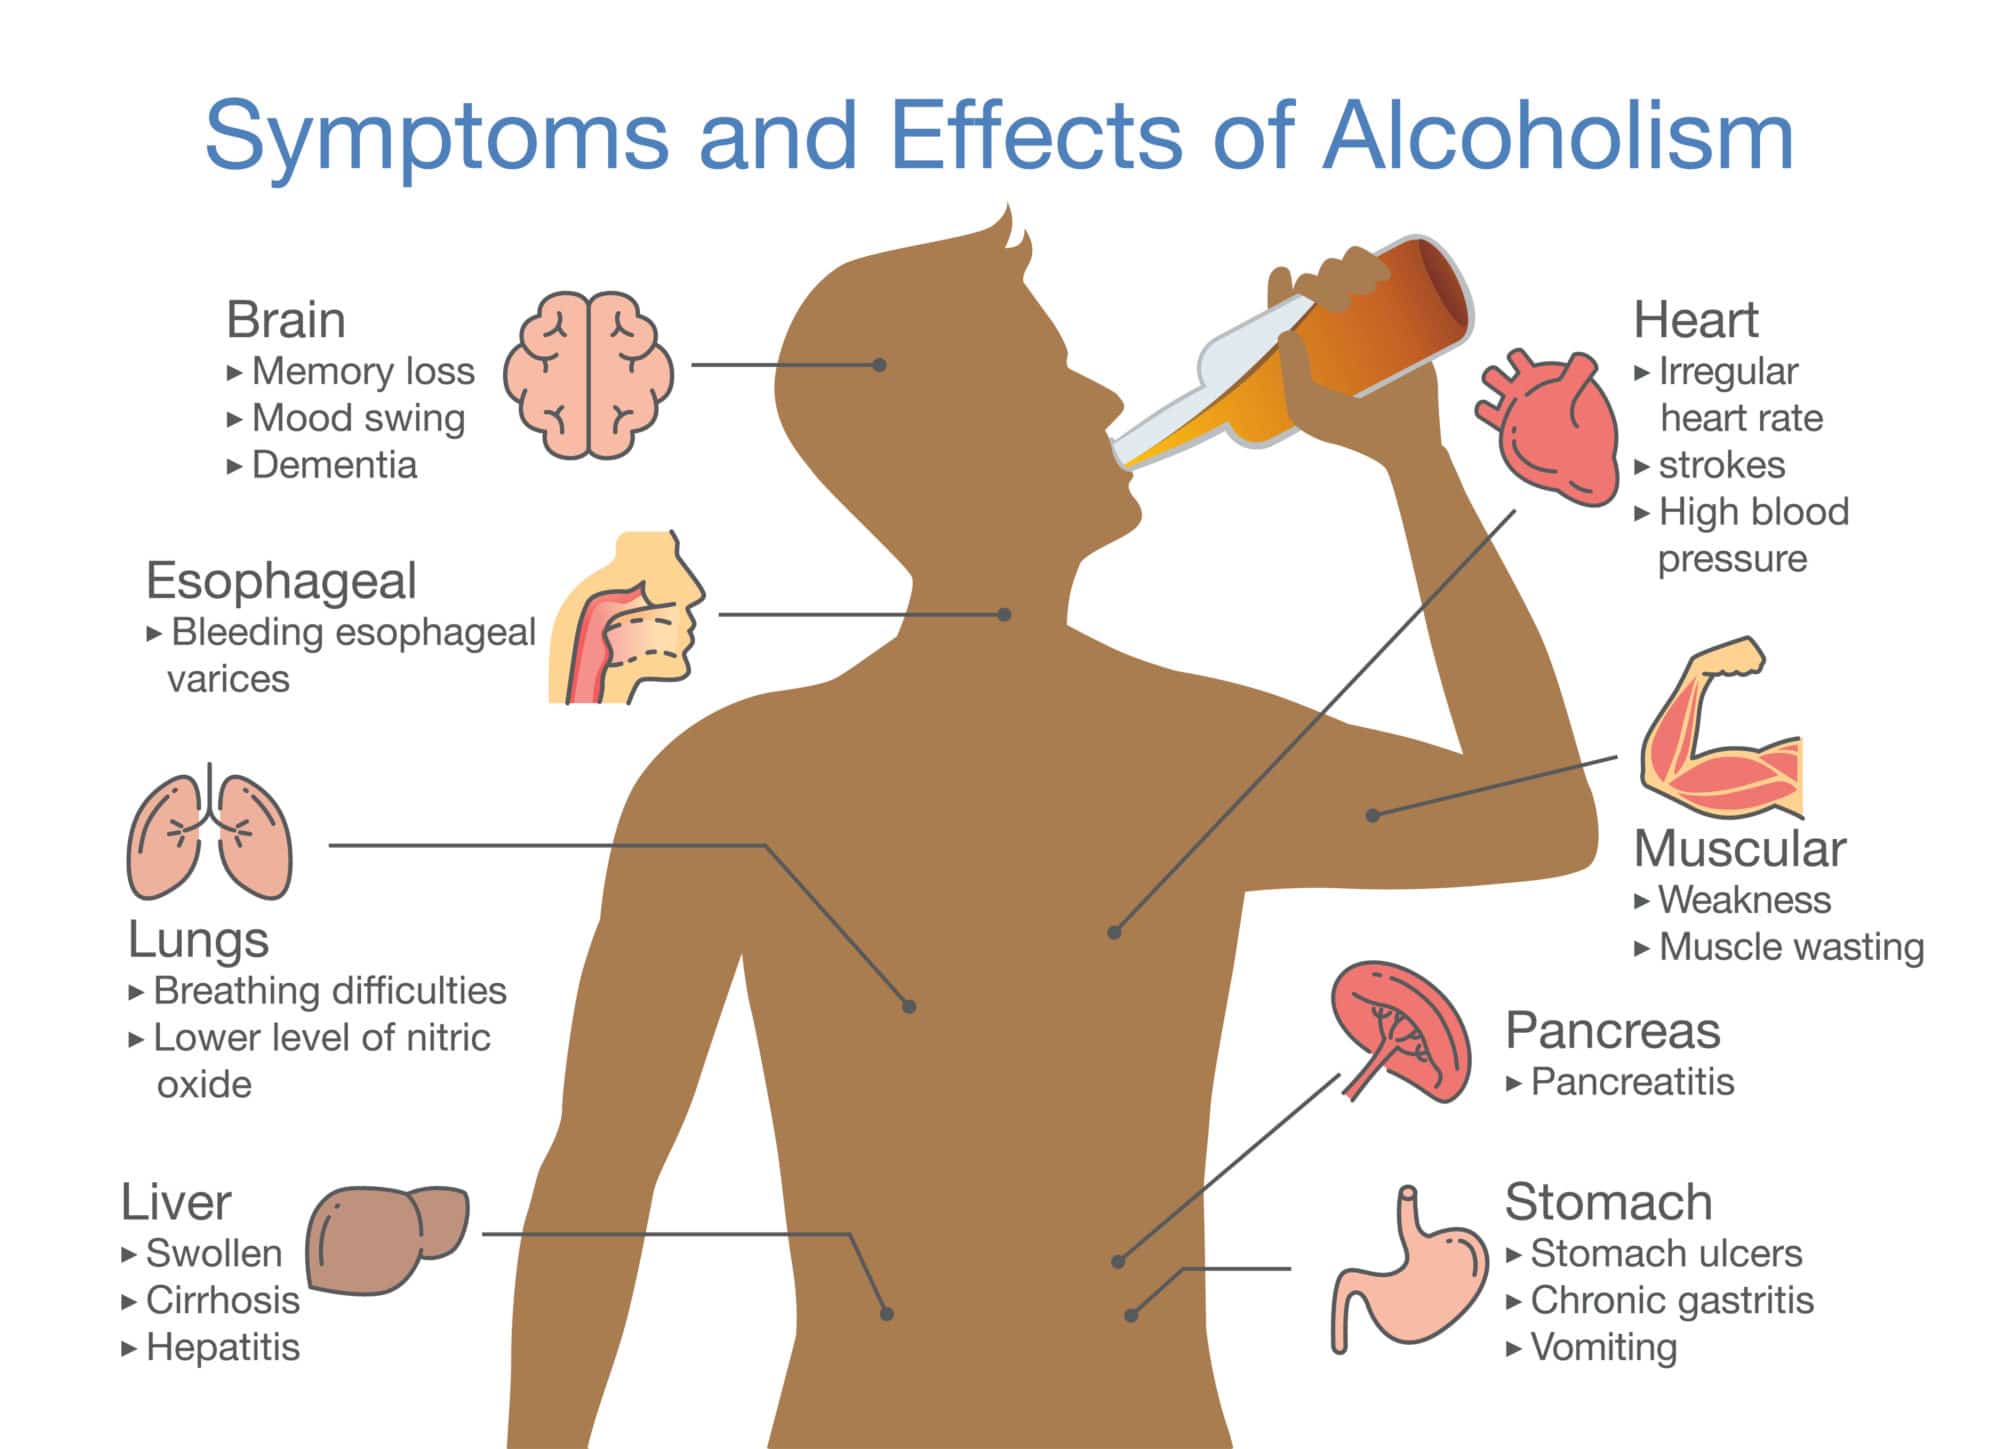 Symptoms and Effects of Alcoholism
Brain
▸ Memory loss
▸ Mood swing
▸ Dementia
Esophageal
▸ Bleeding esophageal
varices
Lungs
▸ Breathing difficulties
▸ Lower level of nitric
oxide
Liver
▸ Swollen
▸ Cirrhosis
▸ Hepatitis
Heart
▸ Irregular
heart rate
▸ strokes
▸ High blood
pressure
Muscular
▸ Weakness
▸ Muscle wasting
Pancreas
▸ Pancreatitis
Stomach
▸ Stomach ulcers
▸ Chronic gastritis
▸ Vomiting